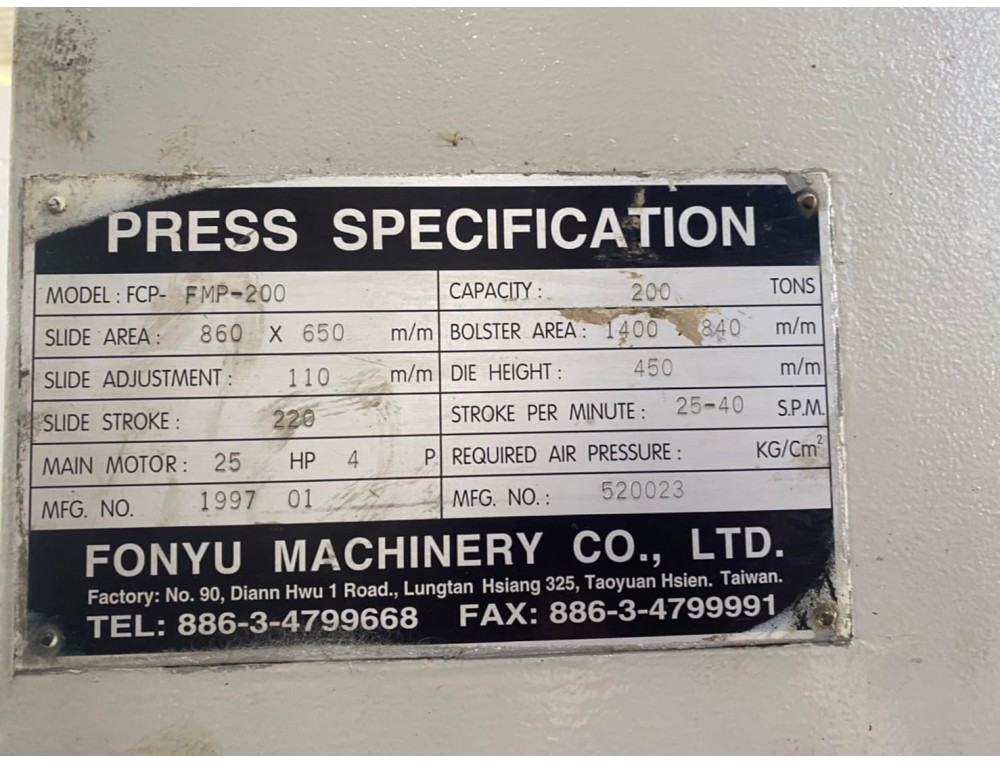 PRESS SPECIFICATION
MODEL : FCP- FMP-200 CAPACITY : 200 TONS
SLIDE AREA : 860 X 650 m/m BOLSTER AREA : 1400 840 m/m
SLIDE ADJUSTMENT : 110 m/m DIE HEIGHT : 450 m/m
SLIDE STROKE : 220 STROKE PER MINUTE : 25-40 S.P.M.
MAIN MOTOR : 25 HP 4 P REQUIRED AIR PRESSURE : KG/Cm²
MFG. NO. 1997 01 MFG. NO. : 520023
FONYU MACHINERY CO., LTD.
Factory: No. 90, Diann Hwu 1 Road., Lungtan Hsiang 325, Taoyuan Hsien. Taiwan.
TEL: 886-3-4799668 FAX: 886-3-4799991